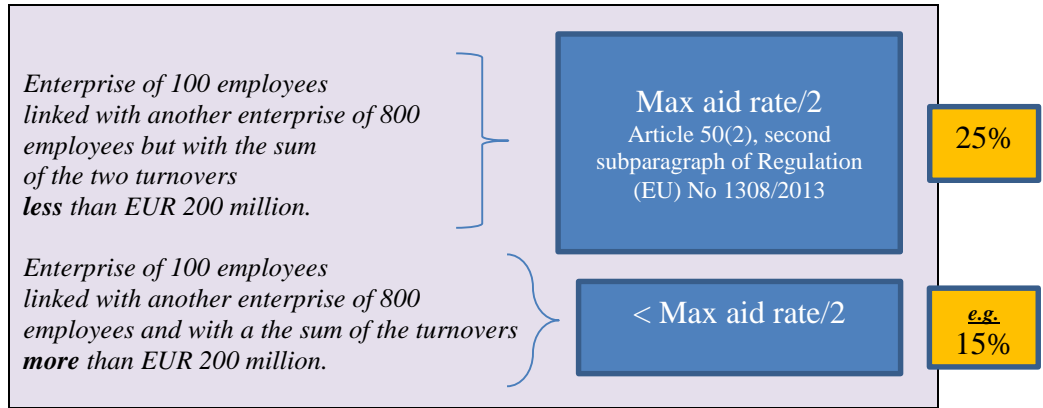 Enterprise of 100 employees
linked with another enterprise of 800
employees but with the sum
of the two turnovers
less than EUR 200 million.
Max aid rate/2
Article 50(2), second
subparagraph of Regulation
(EU) No 1308/2013
25%
Enterprise of 100 employees
linked with another enterprise of 800
employees and with a the sum of the turnovers
more than EUR 200 million.
< Max aid rate/2
e.g.
15%